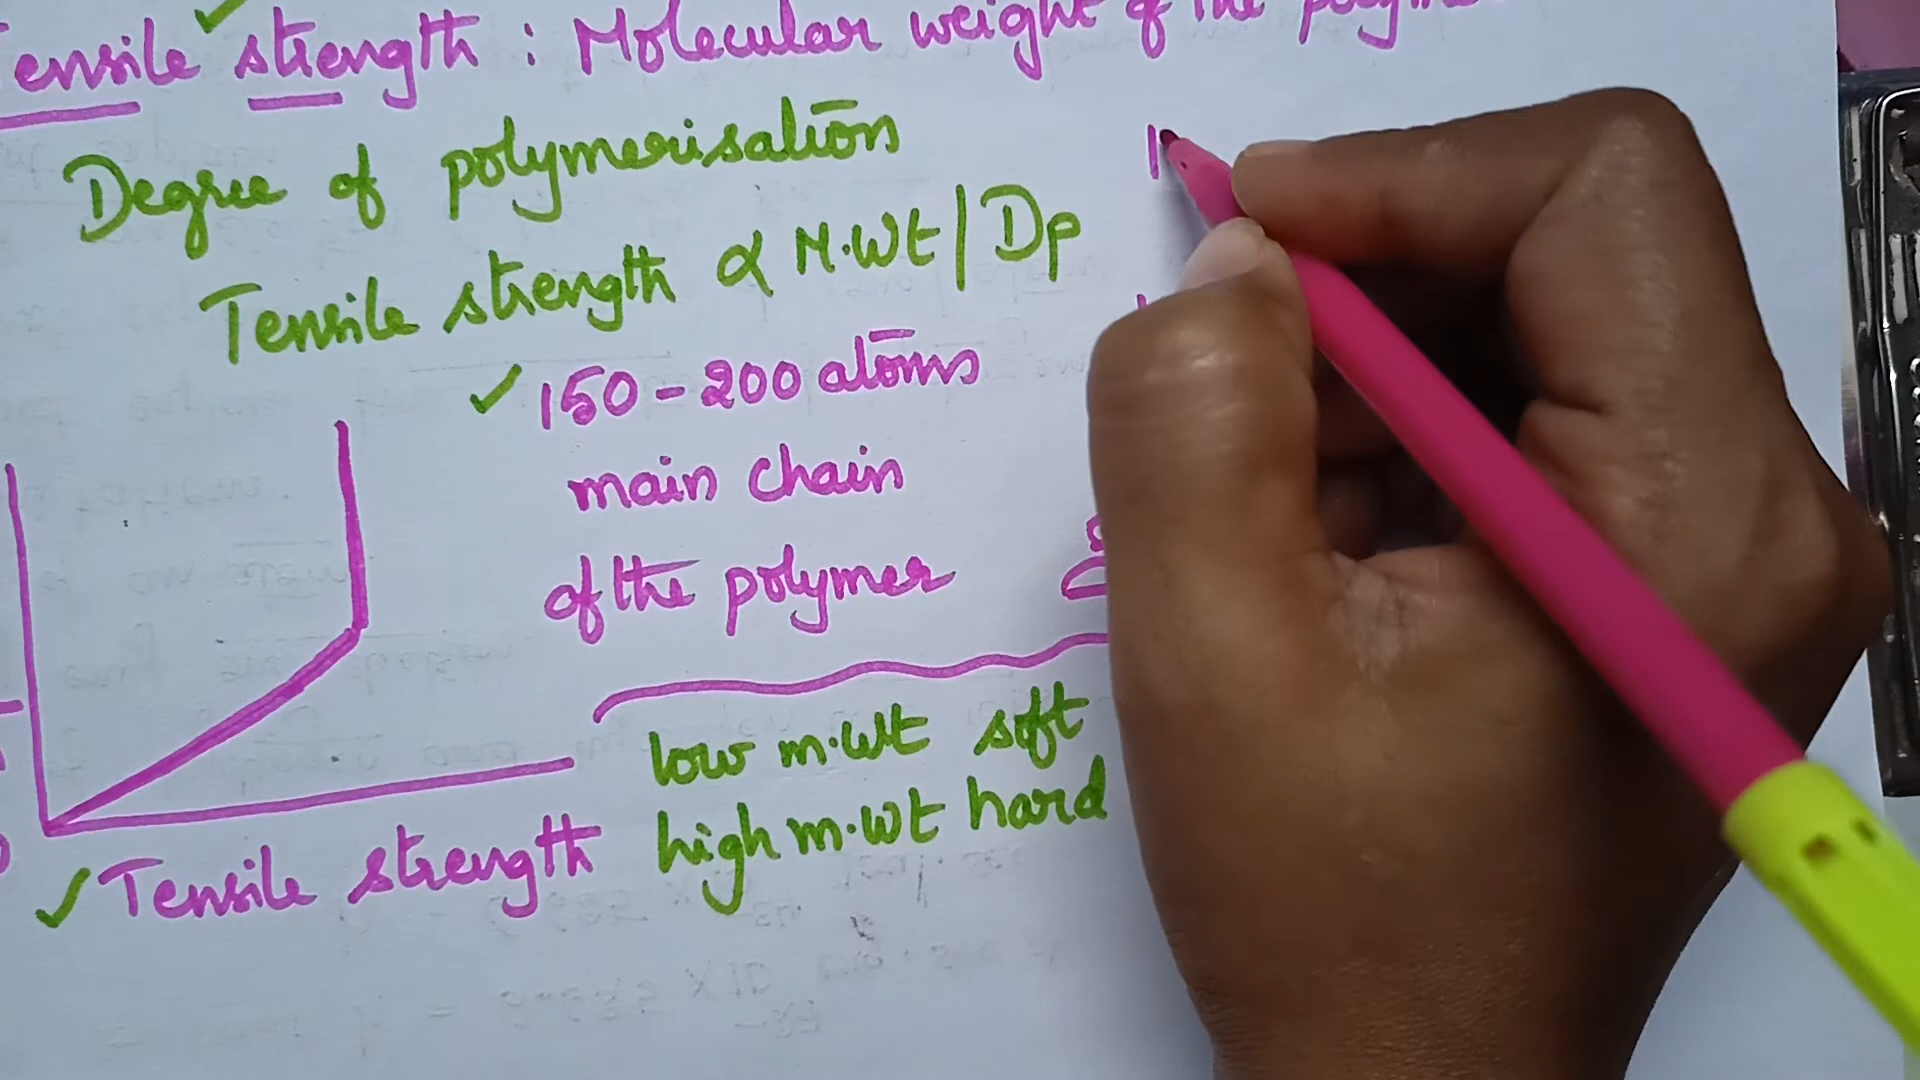 Tensile strength : Molecular weight of the polymer
Degree of polymerisation
Tensile strength ∝ M.Wt / Dp
✓ 150-200 atoms
main chain
of the polymer
low m.wt soft
high m.wt hard
✓ Tensile strength